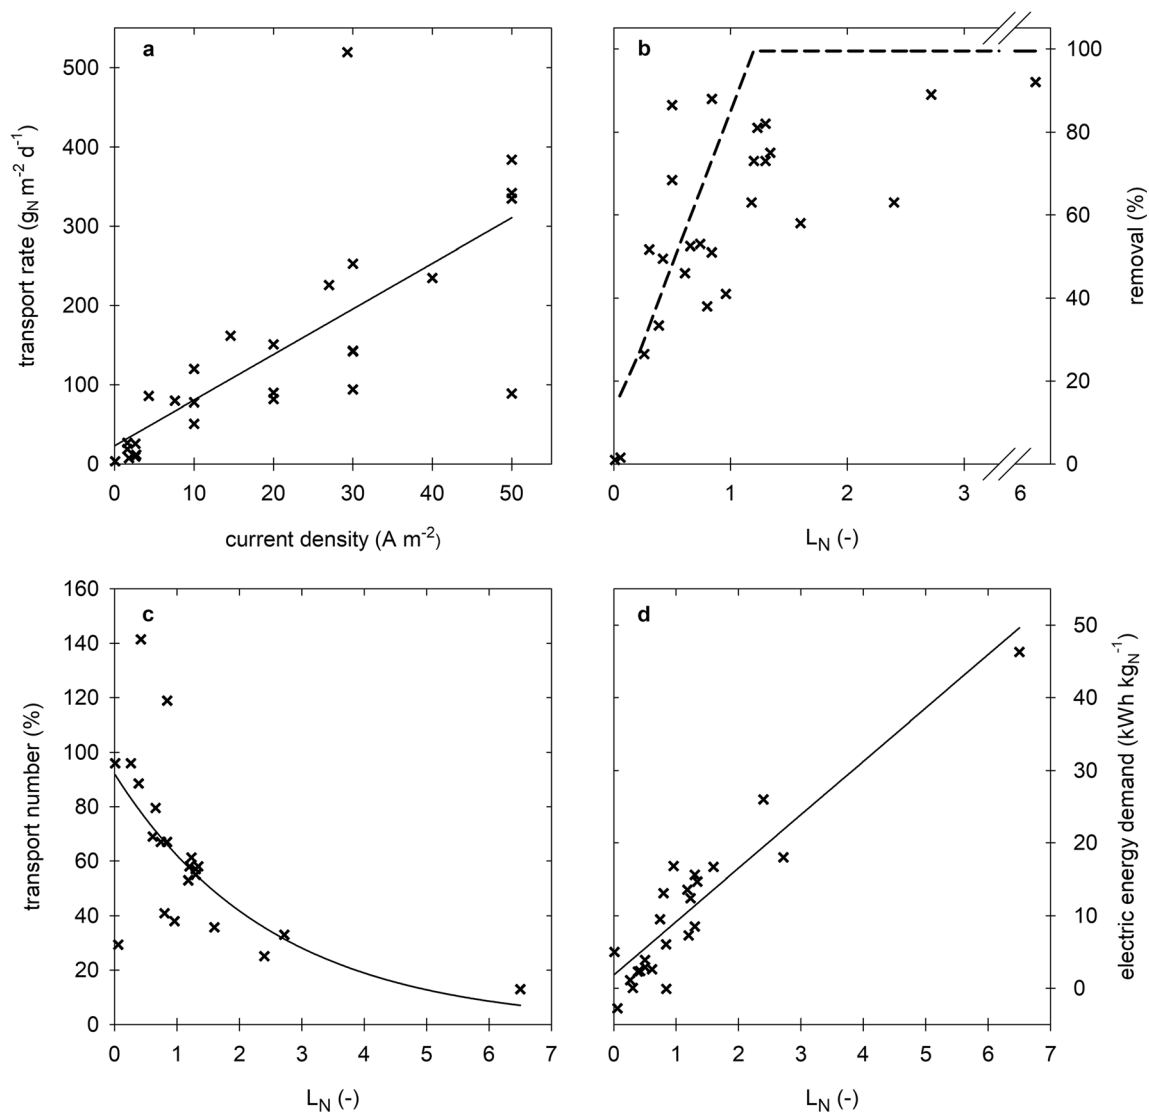 a
500
400
300
200
100
0
transport rate (gN m-2 d-1)
0 10 20 30 40 50
current density (A m-2)
b
100
80
60
40
20
0
removal (%)
0 1 2 3 6
LN (-)
c
160
140
120
100
80
60
40
20
0
transport number (%)
0 1 2 3 4 5 6 7
LN (-)
d
50
40
30
20
10
0
electric energy demand (kWh kgN-1)
0 1 2 3 4 5 6 7
LN (-)